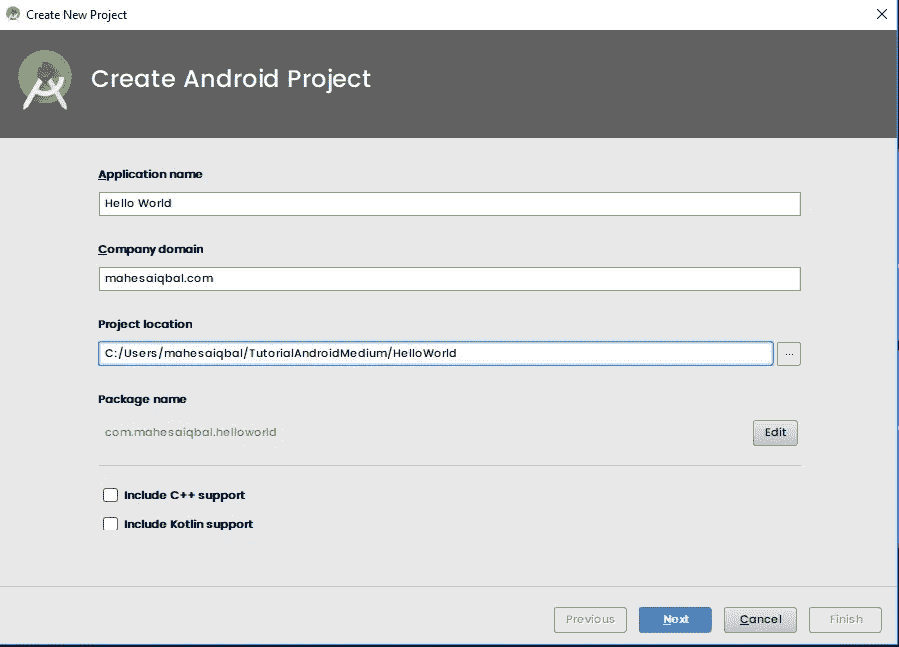 Create New Project
Create Android Project
Application name
Hello World
Company domain
mahesaiqbal.com
Project location
C:/Users/mahesaiqbal/TutorialAndroidMedium/HelloWorld
...
Package name
com.mahesaiqbal.helloworld
Edit
Include C++ support
Include Kotlin support
Previous
Next
Cancel
Finish